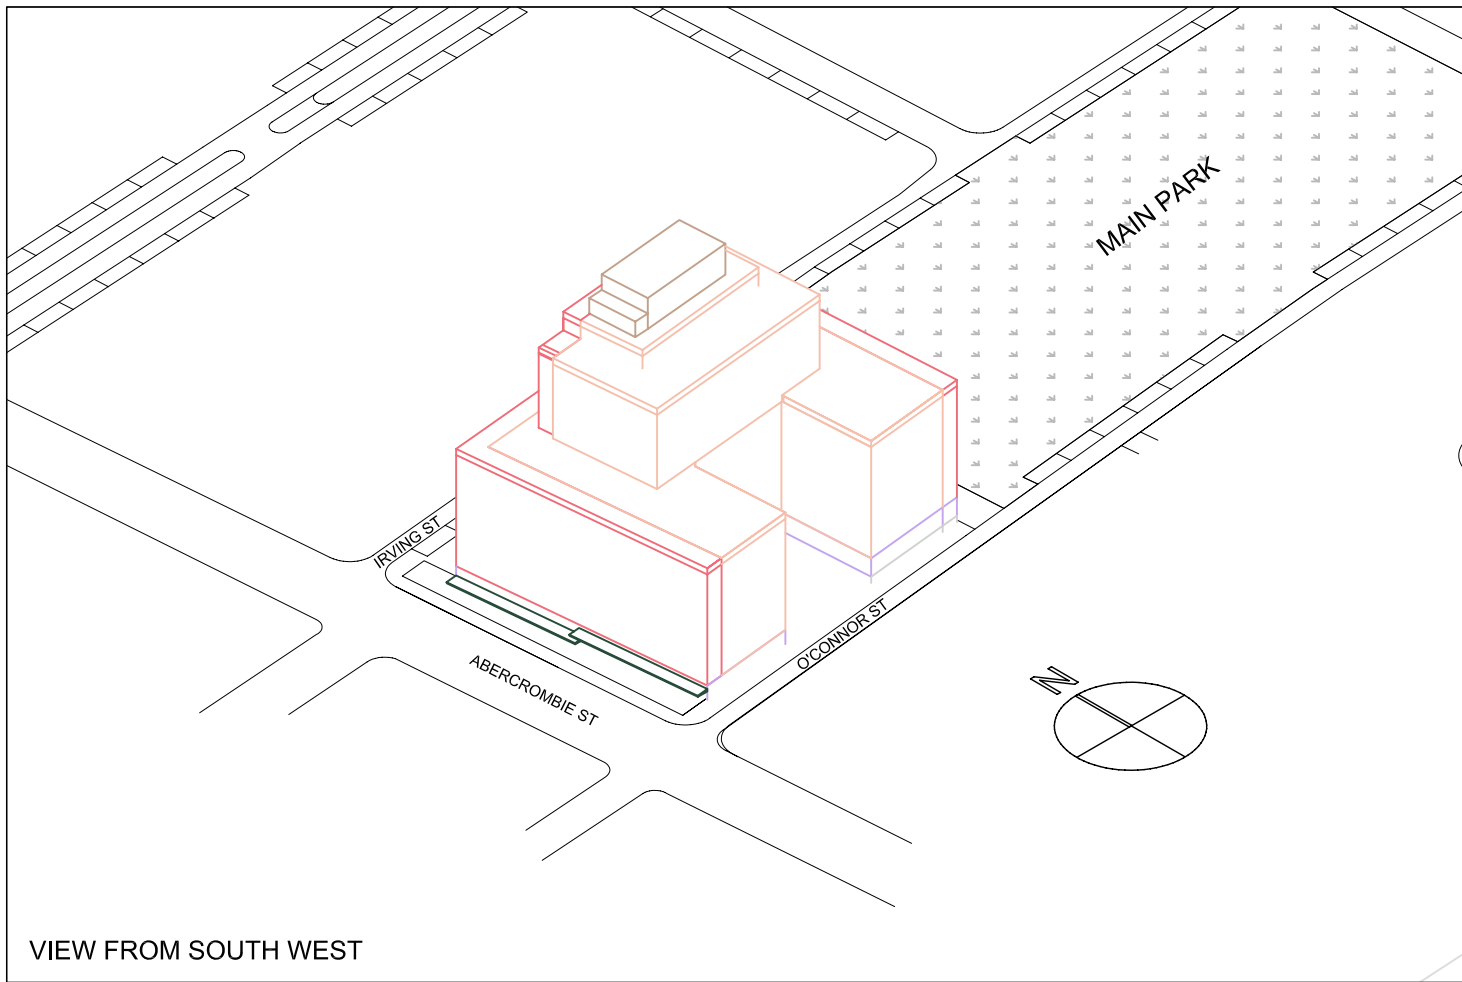 MAIN PARK
IRVING ST
ABERCROMBIE ST
O'CONNOR ST
N
VIEW FROM SOUTH WEST